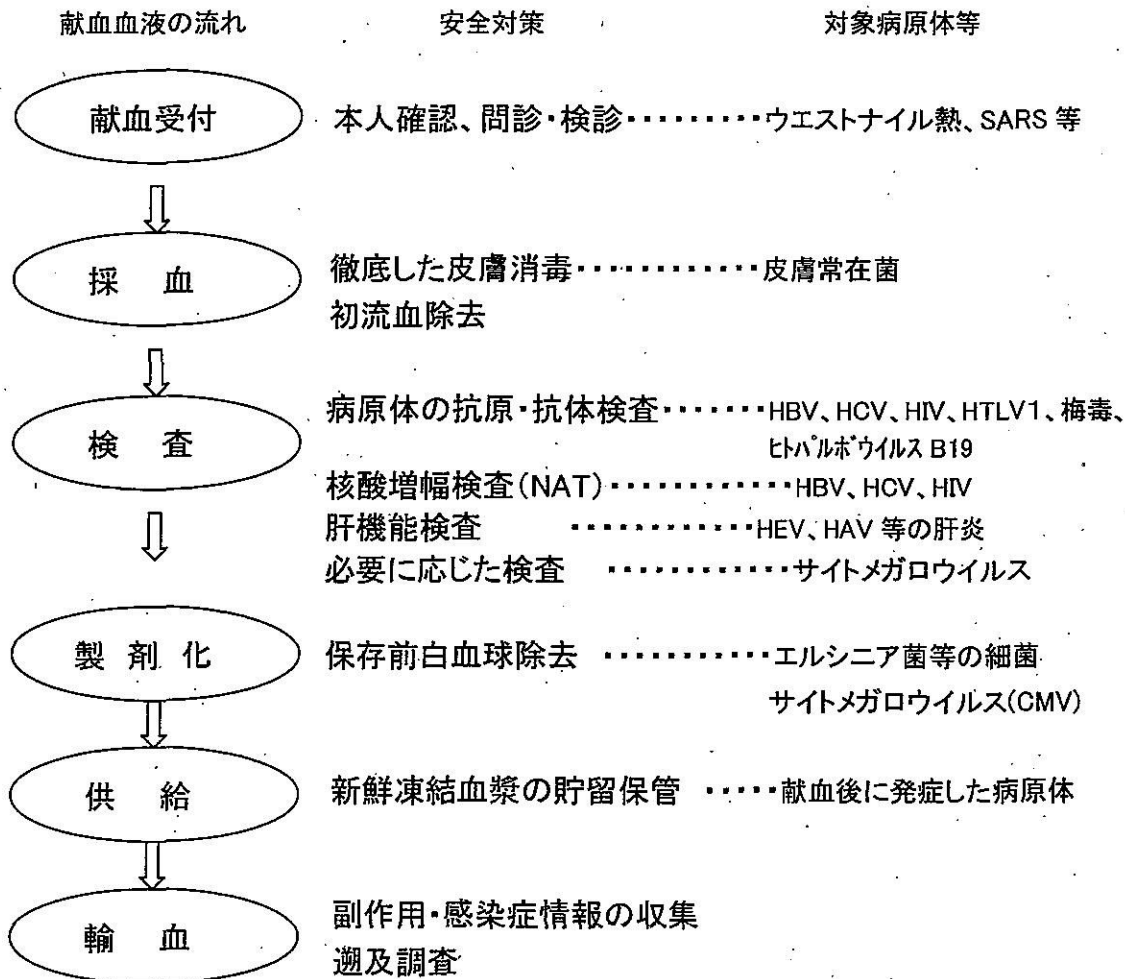 献血血液の流れ 安全対策 対象病原体等
献血受付 本人確認、問診・検診・・・・・・・・・ウエストナイル熱、SARS 等
採 血 徹底した皮膚消毒・・・・・・・・・・・・皮膚常在菌
初流血除去
検 査 病原体の抗原・抗体検査・・・・・・・HBV、HCV、HIV、HTLV1、梅毒、
ﾋﾄﾊﾟﾙﾎﾞｳｲﾙｽ B19
核酸増幅検査(NAT)・・・・・・・・・・・・HBV、HCV、HIV
肝機能検査 ・・・・・・・・・・・・HEV、HAV 等の肝炎
必要に応じた検査 ・・・・・・・・・・・・サイトメガロウイルス
製 剤 化 保存前白血球除去 ・・・・・・・・・・・エルシニア菌等の細菌
サイトメガロウイルス(CMV)
供 給 新鮮凍結血漿の貯留保管 ・・・・・献血後に発症した病原体
輸 血 副作用・感染症情報の収集
遡及調査